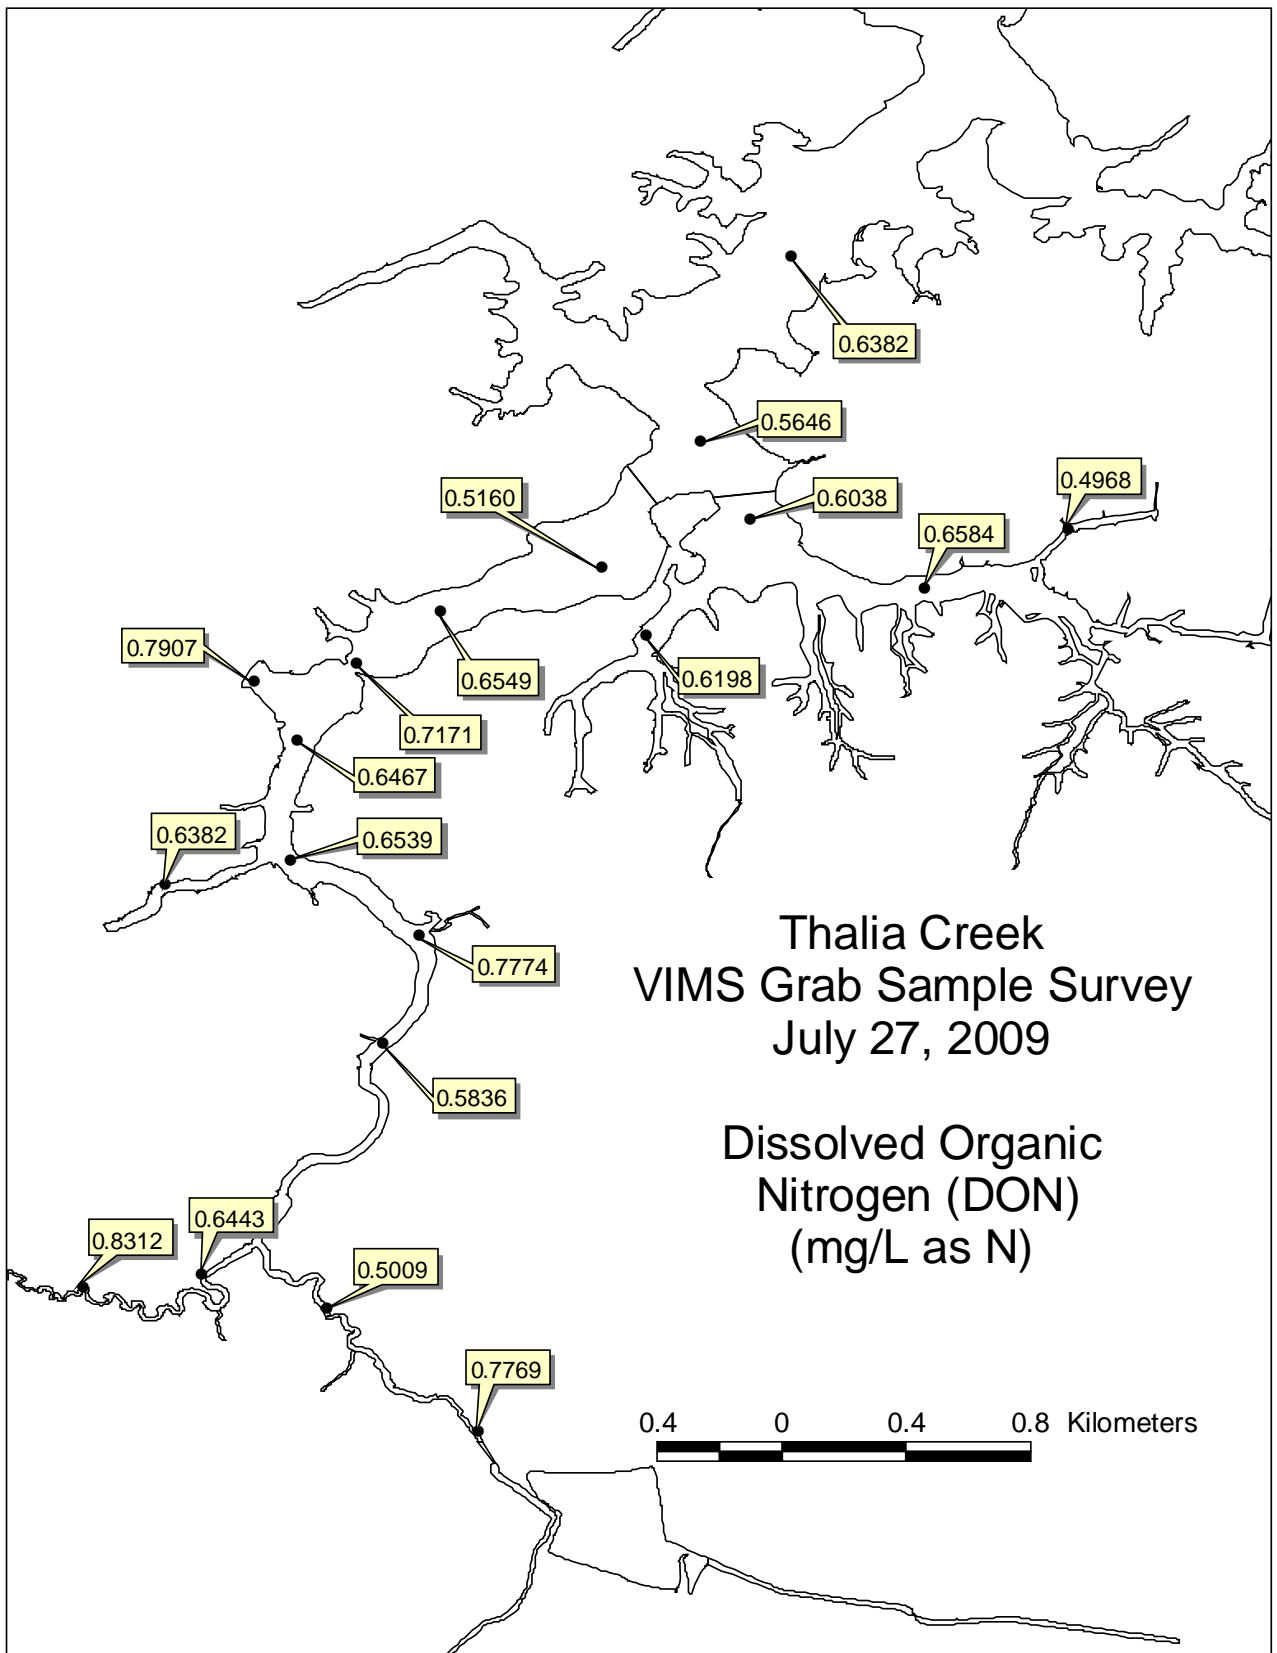 0.6382
0.5646
0.5160
0.6038
0.4968
0.6584
0.7907
0.6549
0.6198
0.7171
0.6467
0.6382
0.6539
0.7774
0.5836
0.6443
0.8312
0.5009
0.7769
Thalia Creek
VIMS Grab Sample Survey
July 27, 2009
Dissolved Organic
Nitrogen (DON)
(mg/L as N)
0.4 0 0.4 0.8 Kilometers